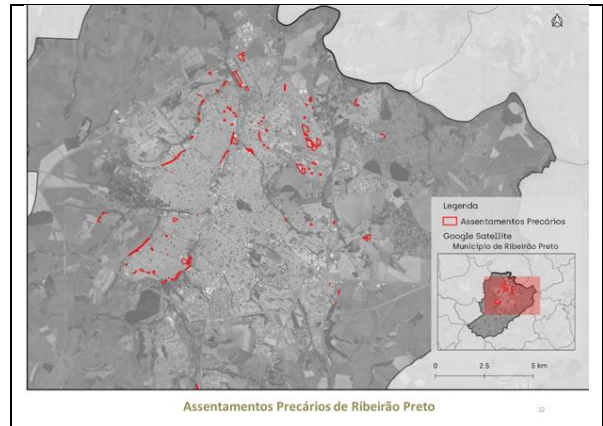 Legenda
Assentamentos Precários
Google Satellite
Município de Ribeirão Preto
0 2.5 5 km
Assentamentos Precários de Ribeirão Preto
32